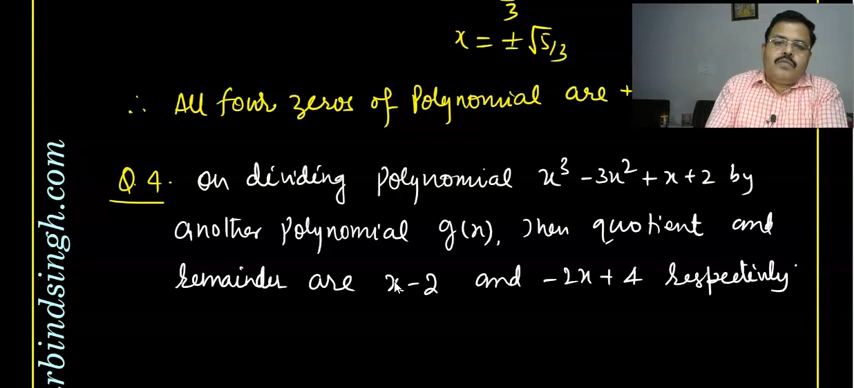 3
x = ± √5/3
∴ All four zeros of Polynomial are +
Q.4. on dividing polynomial x³ - 3x² + x + 2 by
another polynomial g(x), then quotient and
remainder are x - 2 and - 2x + 4 respectively.
rbindsingh.com